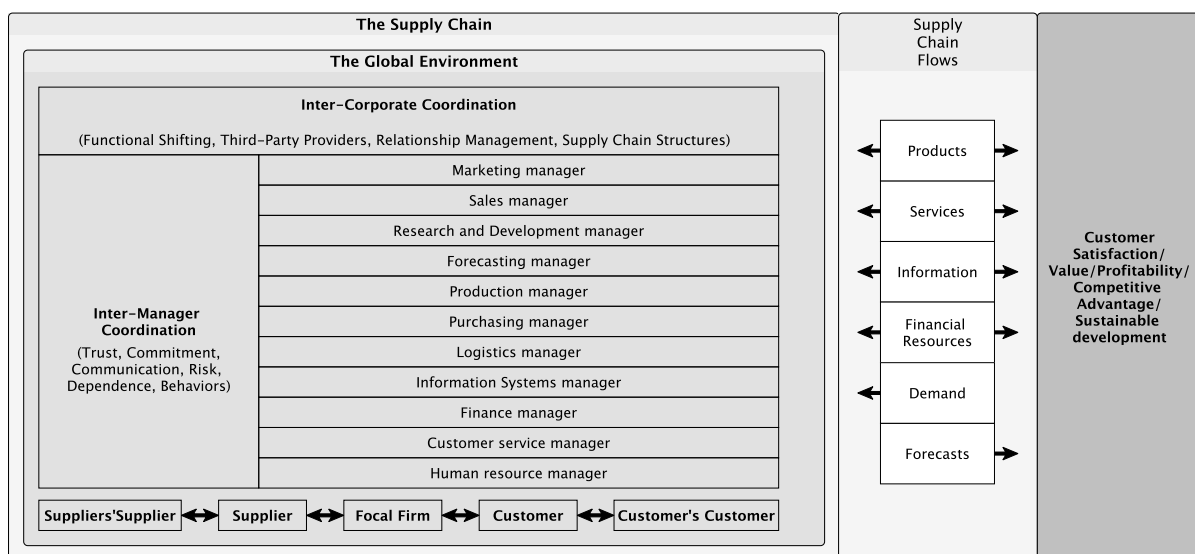 The Supply Chain
The Global Environment
Inter-Corporate Coordination
(Functional Shifting, Third-Party Providers, Relationship Management, Supply Chain Structures)
Inter-Manager
Coordination
(Trust, Commitment,
Communication, Risk,
Dependence, Behaviors)
Marketing manager
Sales manager
Research and Development manager
Forecasting manager
Production manager
Purchasing manager
Logistics manager
Information Systems manager
Finance manager
Customer service manager
Human resource manager
Suppliers'Supplier
Supplier
Focal Firm
Customer
Customer's Customer
Supply
Chain
Flows
Products
Services
Information
Financial
Resources
Demand
Forecasts
Customer
Satisfaction/
Value/Profitability/
Competitive
Advantage/
Sustainable
development